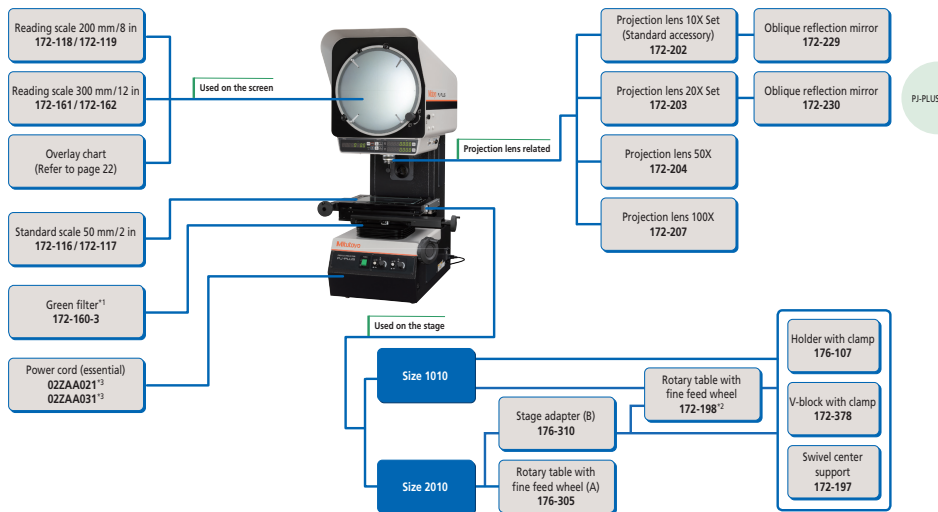 Reading scale 200 mm/8 in
172-118/172-119
Reading scale 300 mm/12 in
172-161/172-162
Used on the screen
Overlay chart
(Refer to page 22)
Standard scale 50 mm/2 in
172-116/172-117
Green filter*1
172-160-3
Power cord (essential)
02ZAA021*3
02ZAA031*3
Mitutoyo
PJ-PLUS
Projection lens related
Projection lens 10X Set
(Standard accessory)
172-202
Oblique reflection mirror
172-229
Projection lens 20X Set
172-203
Oblique reflection mirror
172-230
PJ-PLUS
Projection lens 50X
172-204
Projection lens 100X
172-207
Used on the stage
Size 1010
Size 2010
Stage adapter (B)
176-310
Rotary table with
fine feed wheel (A)
176-305
Rotary table with
fine feed wheel
172-198*2
Holder with clamp
176-107
V-block with clamp
172-378
Swivel center
support
172-197